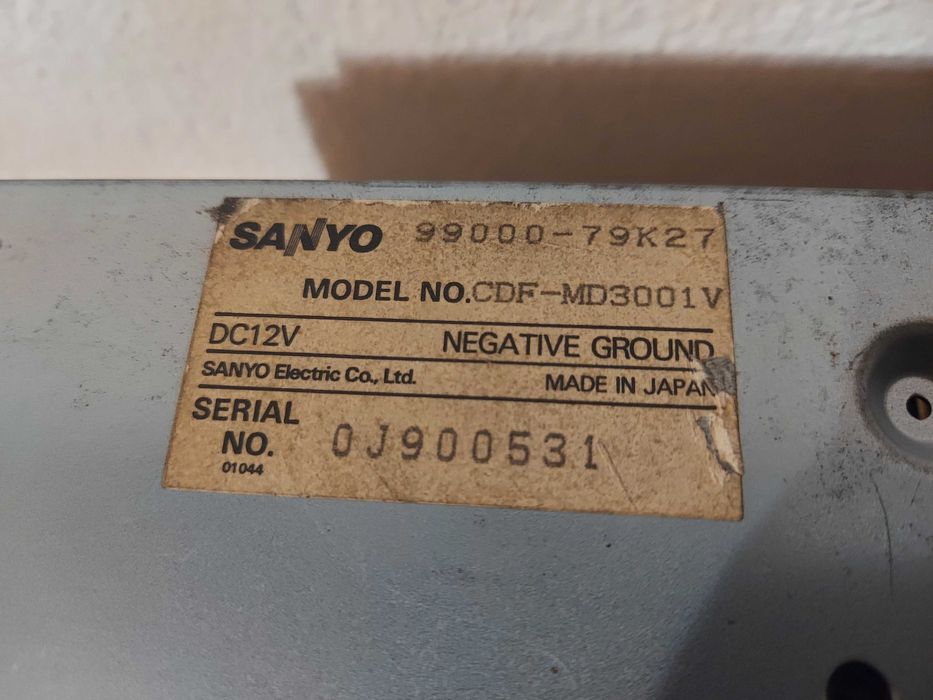 SANYO 99000-79K27
MODEL NO.CDF-MD3001V
DC12V NEGATIVE GROUND
SANYO Electric Co., Ltd. MADE IN JAPAN
SERIAL
NO. 0J900531
01044